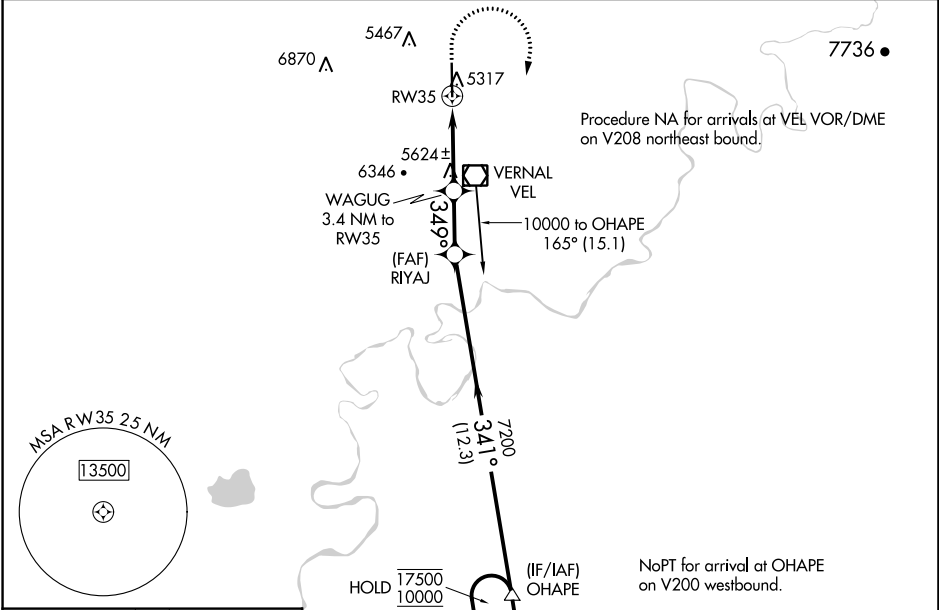 5467
6870
7736
5317
RW35
Procedure NA for arrivals at VEL VOR/DME
on V208 northeast bound.
5624±
6346
VERNAL
VEL
WAGUG
3.4 NM to
RW35
349°
10000 to OHAPE
165° (15.1)
(FAF)
RIYAJ
MSA RW35 25 NM
13500
7200
341°
(12.3)
HOLD
17500
10000
(IF/IAF)
OHAPE
NoPT for arrival at OHAPE
on V200 westbound.